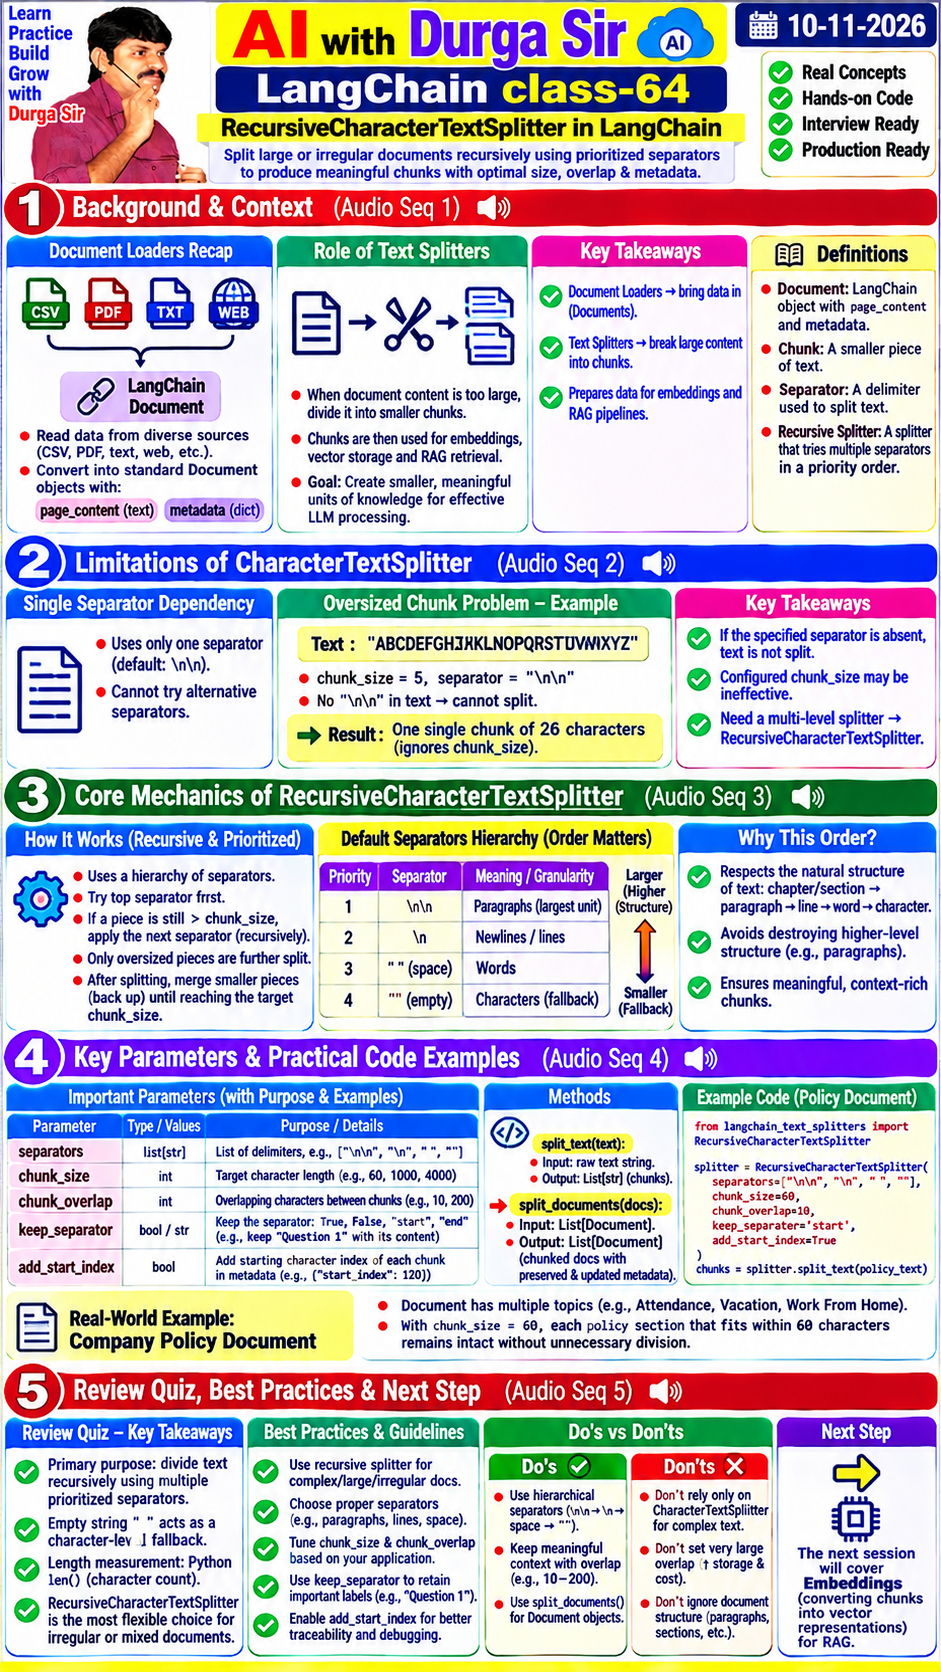 Learn
Practice
Build
Grow
with
Durga Sir
AI with Durga Sir
AI
LangChain class-64
RecursiveCharacterTextSplitter in LangChain
Split large or irregular documents recursively using prioritized separators
to produce meaningful chunks with optimal size, overlap & metadata.
10-11-2026
Real Concepts
Hands-on Code
Interview Ready
Production Ready
1 Background & Context (Audio Seq 1)
Document Loaders Recap
CSV PDF TXT WEB
LangChain
Document
Read data from diverse sources
(CSV, PDF, text, web, etc.).
Convert into standard Document
objects with:
page_content (text) metadata (dict)
Role of Text Splitters
When document content is too large,
divide it into smaller chunks.
Chunks are then used for embeddings,
vector storage and RAG retrieval.
Goal: Create smaller, meaningful
units of knowledge for effective
LLM processing.
Key Takeaways
Document Loaders → bring data in
(Documents).
Text Splitters → break large content
into chunks.
Prepares data for embeddings and
RAG pipelines.
Definitions
Document: LangChain
object with page_content
and metadata.
Chunk: A smaller piece
of text.
Separator: A delimiter
used to split text.
Recursive Splitter: A splitter
that tries multiple separators
in a priority order.
2 Limitations of CharacterTextSplitter (Audio Seq 2)
Single Separator Dependency
Uses only one separator
(default: \n\n).
Cannot try alternative
separators.
Oversized Chunk Problem – Example
Text :
chunk_size = 5, separator = "\n\n"
No "\n\n" in text → cannot split.
Result: One single chunk of 26 characters
(ignores chunk_size).
Key Takeaways
If the specified separator is absent,
text is not split.
Configured chunk_size may be
ineffective.
Need a multi-level splitter →
RecursiveCharacterTextSplitter.
3 Core Mechanics of RecursiveCharacterTextSplitter (Audio Seq 3)
How It Works (Recursive & Prioritized)
Uses a hierarchy of separators.
Try top separator frrst.
If a piece is still > chunk_size,
apply the next separator (recursively).
Only oversized pieces are further split.
After splitting, merge smaller pieces
(back up) until reaching the target
chunk_size.
Default Separators Hierarchy (Order Matters)
Priority Separator Meaning / Granularity
1 \n\n Paragraphs (largest unit)
2 \n Newlines / lines
3 " " (space) Words
4 "" (empty) Characters (fallback)
Larger
(Higher
(Structure)
Smaller
(Fallback)
Why This Order?
Respects the natural structure
of text: chapter/section →
paragraph → line → word → character.
Avoids destroying higher-level
structure (e.g., paragraphs).
Ensures meaningful, context-rich
chunks.
4 Key Parameters & Practical Code Examples (Audio Seq 4)
Important Parameters (with Purpose & Examples)
Parameter Type / Values Purpose / Details
separators list[str] List of delimiters, e.g., ["\n\n", "\n", " ", ""]
chunk_size int Target character length (e.g., 60, 1000, 4000)
chunk_overlap int Overlapping characters between chunks (e.g., 10, 200)
keep_separator bool / str Keep the separator: True, False, "start", "end"
(e.g., keep "Question 1" with its content)
add_start_index bool Add starting character index of each chunk
in metadata (e.g., {"start_index": 120})
Methods
split_text(text):
Input: raw text string.
Output: List[str] (chunks).
split_documents(docs):
Input: List[Document].
Output: List[Document]
(chunked docs with
preserved & updated metadata).
Example Code (Policy Document)
from langchain_text_splitters import
RecursiveCharacterTextSplitter
splitter = RecursiveCharacterTextSplitter(
separators=["\n\n", "\n", " ", ""],
chunk_size=60,
chunk_overlap=10,
keep_separater='start',
add_start_index=True
)
chunks = splitter.split_text(policy_text)
Real-World Example:
Company Policy Document
Document has multiple topics (e.g., Attendance, Vacation, Work From Home).
With chunk_size = 60, each policy section that fits within 60 characters
remains intact without unnecessary division.
5 Review Quiz, Best Practices & Next Step (Audio Seq 5)
Review Quiz – Key Takeaways
Primary purpose: divide text
recursively using multiple
prioritized separators.
Empty string " " acts as a
fallback.
Length measurement: Python
len() (character count).
RecursiveCharacterTextSplitter
is the most flexible choice for
irregular or mixed documents.
Best Practices & Guidelines
Use recursive splitter for
complex/large/irregular docs.
Choose proper separators
(e.g., paragraphs, lines, space).
Tune chunk_size & chunk_overlap
based on your application.
Use keep_separator to retain
important labels (e.g., "Question 1").
Enable add_start_index for better
traceability and debugging.
Do's vs Don'ts
Do's
Use hierarchical
separators (\n\n→\n→
space → "").
Keep meaningful
context with overlap
(e.g., 10–200).
Use split_documents()
for Document objects.
Don'ts
Don't rely only on
CharacterTextSpliitter
for complex text.
Don't set very large
overlap (↑ storage &
cost).
Don't ignore document
structure (paragraphs,
sections, etc.).
Next Step
The next session
will cover
Embeddings
(converting chunks
into vector
representations)
for RAG.